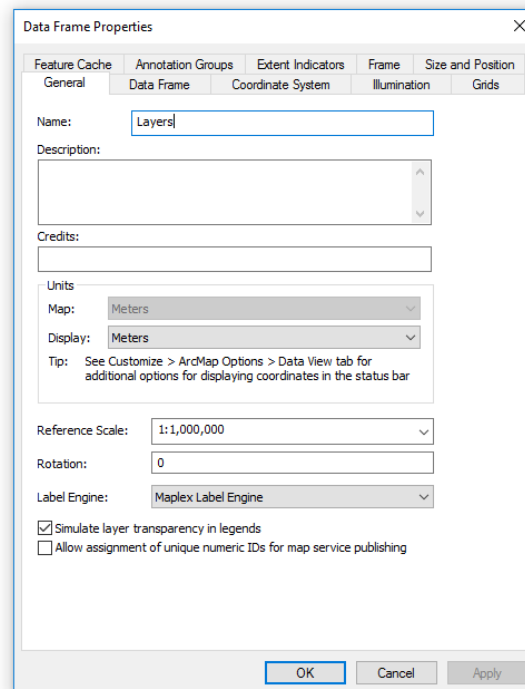 Data Frame Properties
Feature Cache Annotation Groups Extent Indicators Frame Size and Position
General Data Frame Coordinate System Illumination Grids
Name: Layers
Description:
Credits:
Units
Map: Meters
Display: Meters
Tip: See Customize > ArcMap Options > Data View tab for
additional options for displaying coordinates in the status bar
Reference Scale: 1:1,000,000
Rotation: 0
Label Engine: Maplex Label Engine
Simulate layer transparency in legends
Allow assignment of unique numeric IDs for map service publishing
OK Cancel Apply